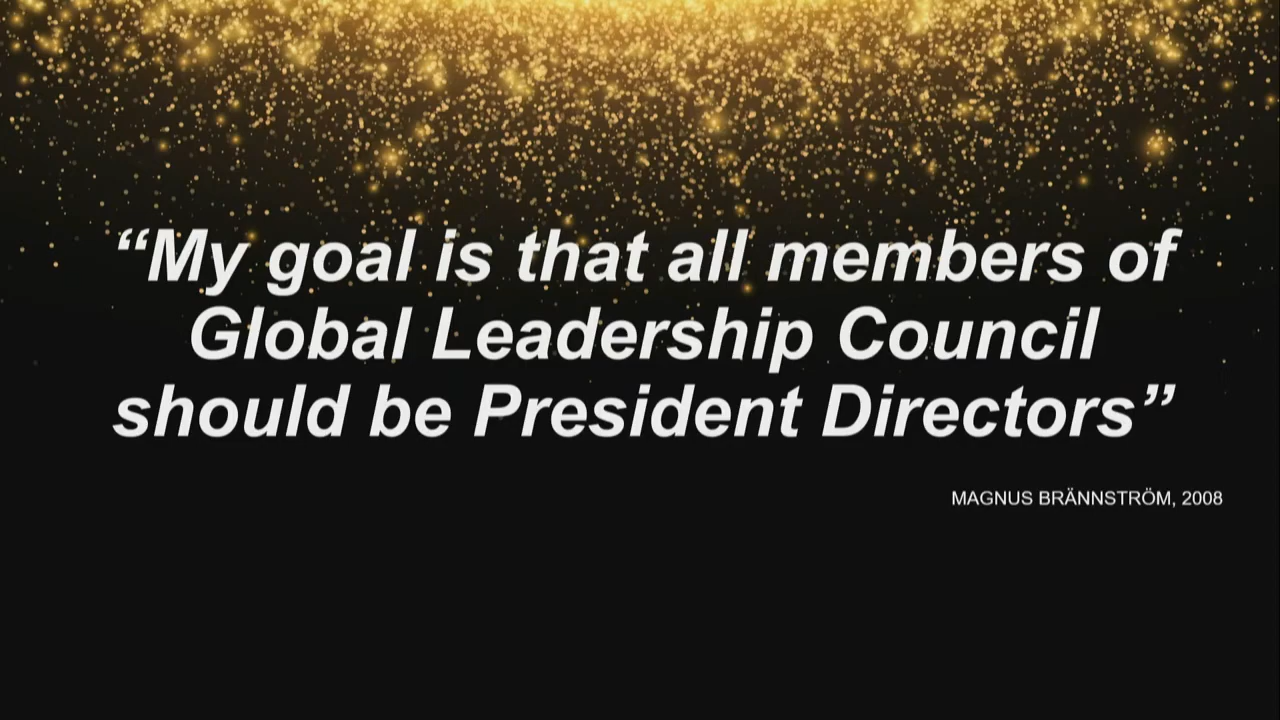 “My goal is that all members of
Global Leadership Council
should be President Directors”
MAGNUS BRÄNNSTRÖM, 2008